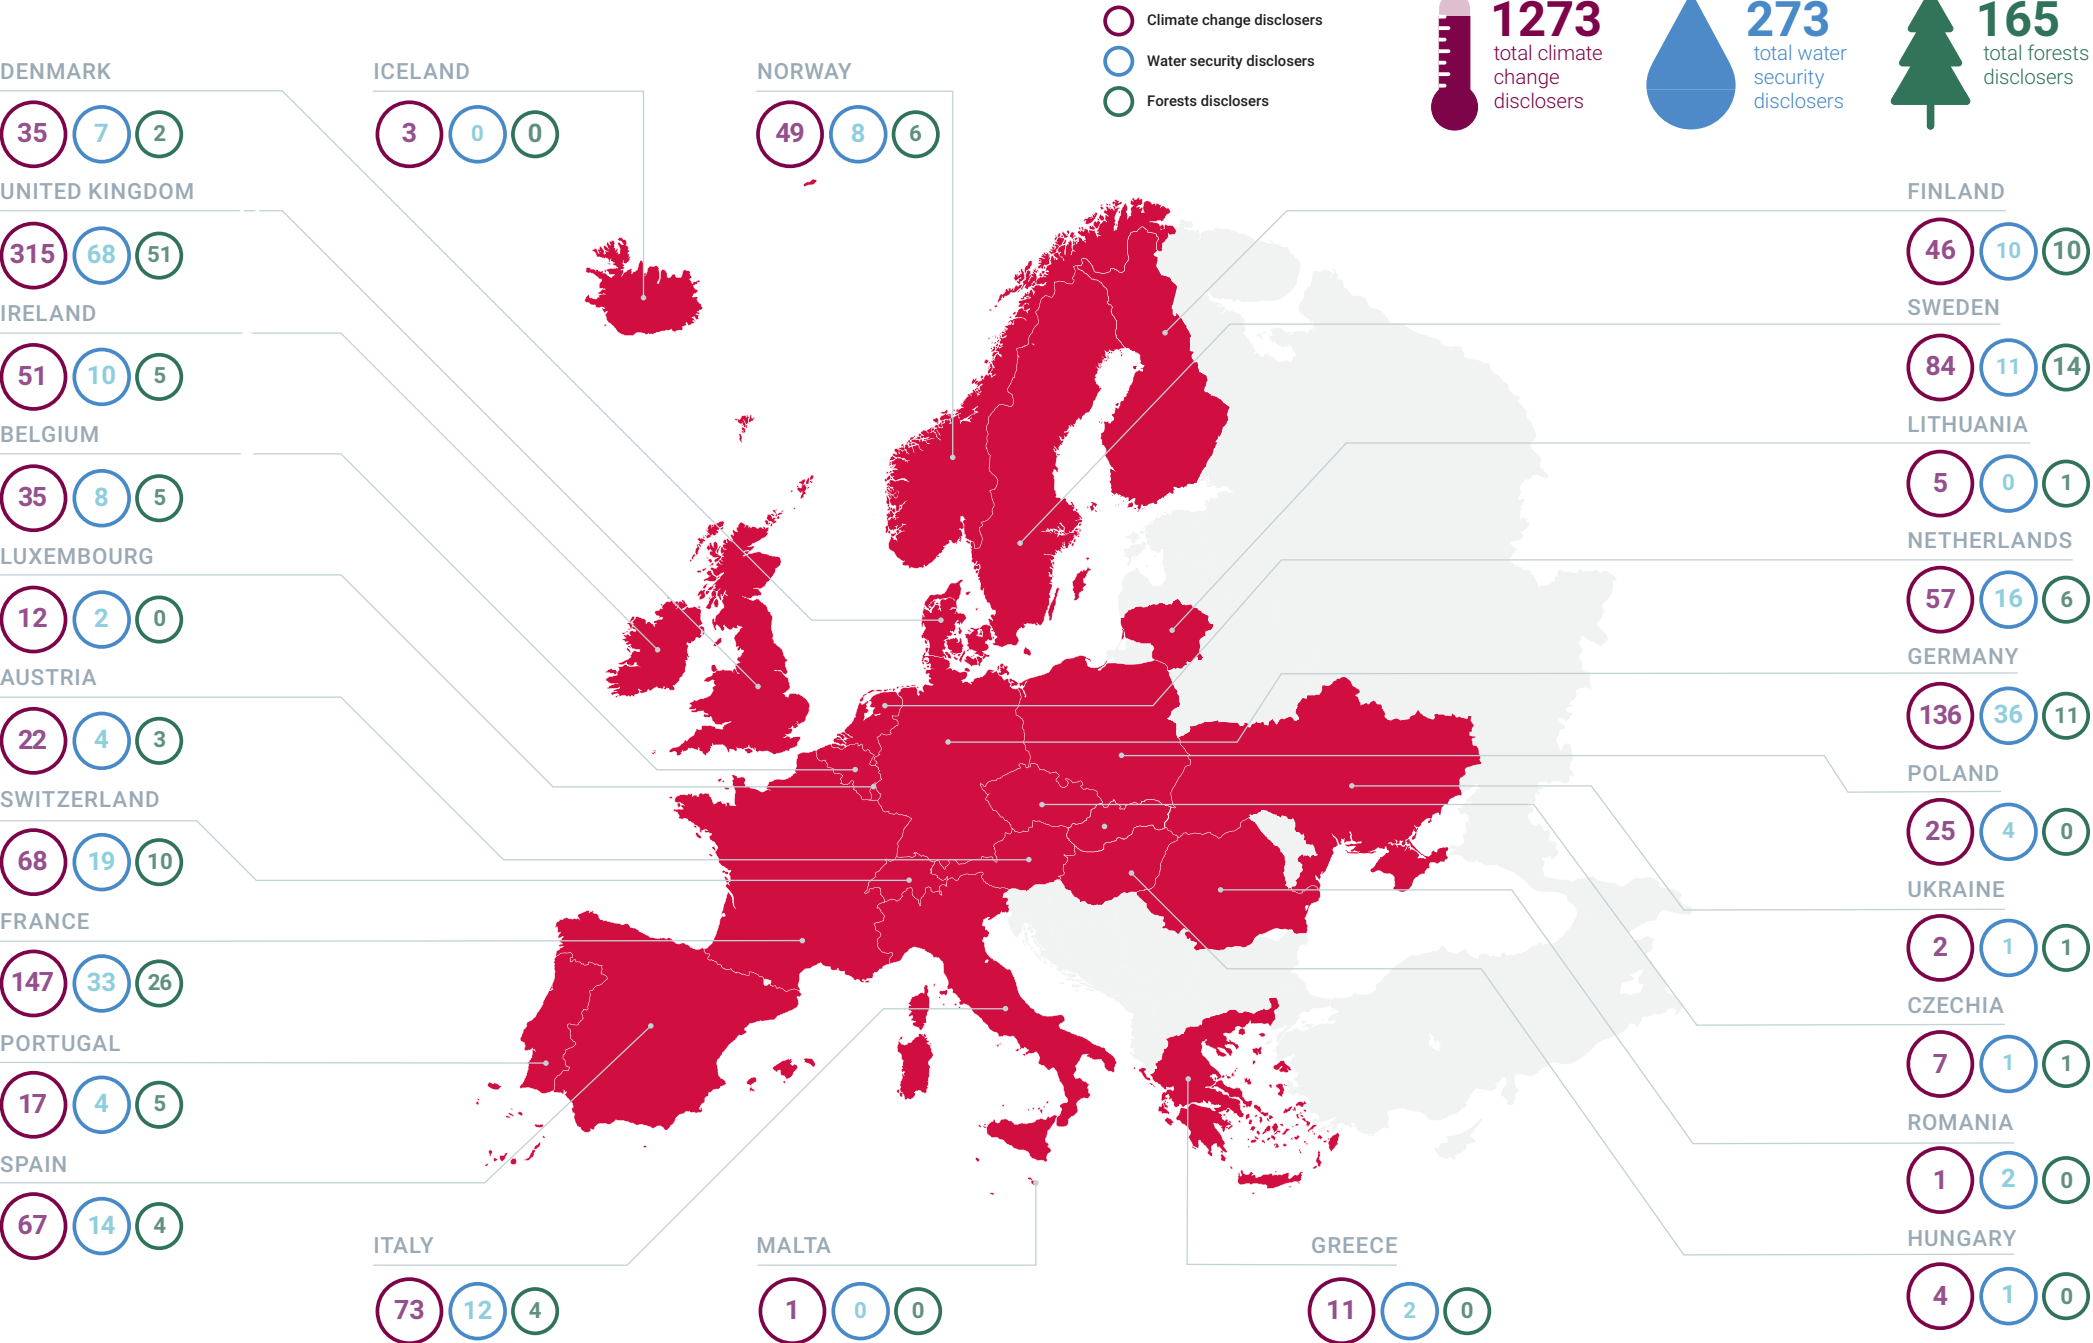 Climate change disclosers
Water security disclosers
Forests disclosers
1273
total climate
change
disclosers
273
total water
security
disclosers
165
total forests
disclosers
DENMARK
35 7 2
UNITED KINGDOM
315 68 51
IRELAND
51 10 5
BELGIUM
35 8 5
LUXEMBOURG
12 2 0
AUSTRIA
22 4 3
SWITZERLAND
68 19 10
FRANCE
147 33 26
PORTUGAL
17 4 5
SPAIN
67 14 4
ICELAND
3 0 0
NORWAY
49 8 6
ITALY
73 12 4
MALTA
1 0 0
GREECE
11 2 0
FINLAND
46 10 10
SWEDEN
84 11 14
LITHUANIA
5 0 1
NETHERLANDS
57 16 6
GERMANY
136 36 11
POLAND
25 4 0
UKRAINE
2 1 1
CZECHIA
7 1 1
ROMANIA
1 2 0
HUNGARY
4 1 0